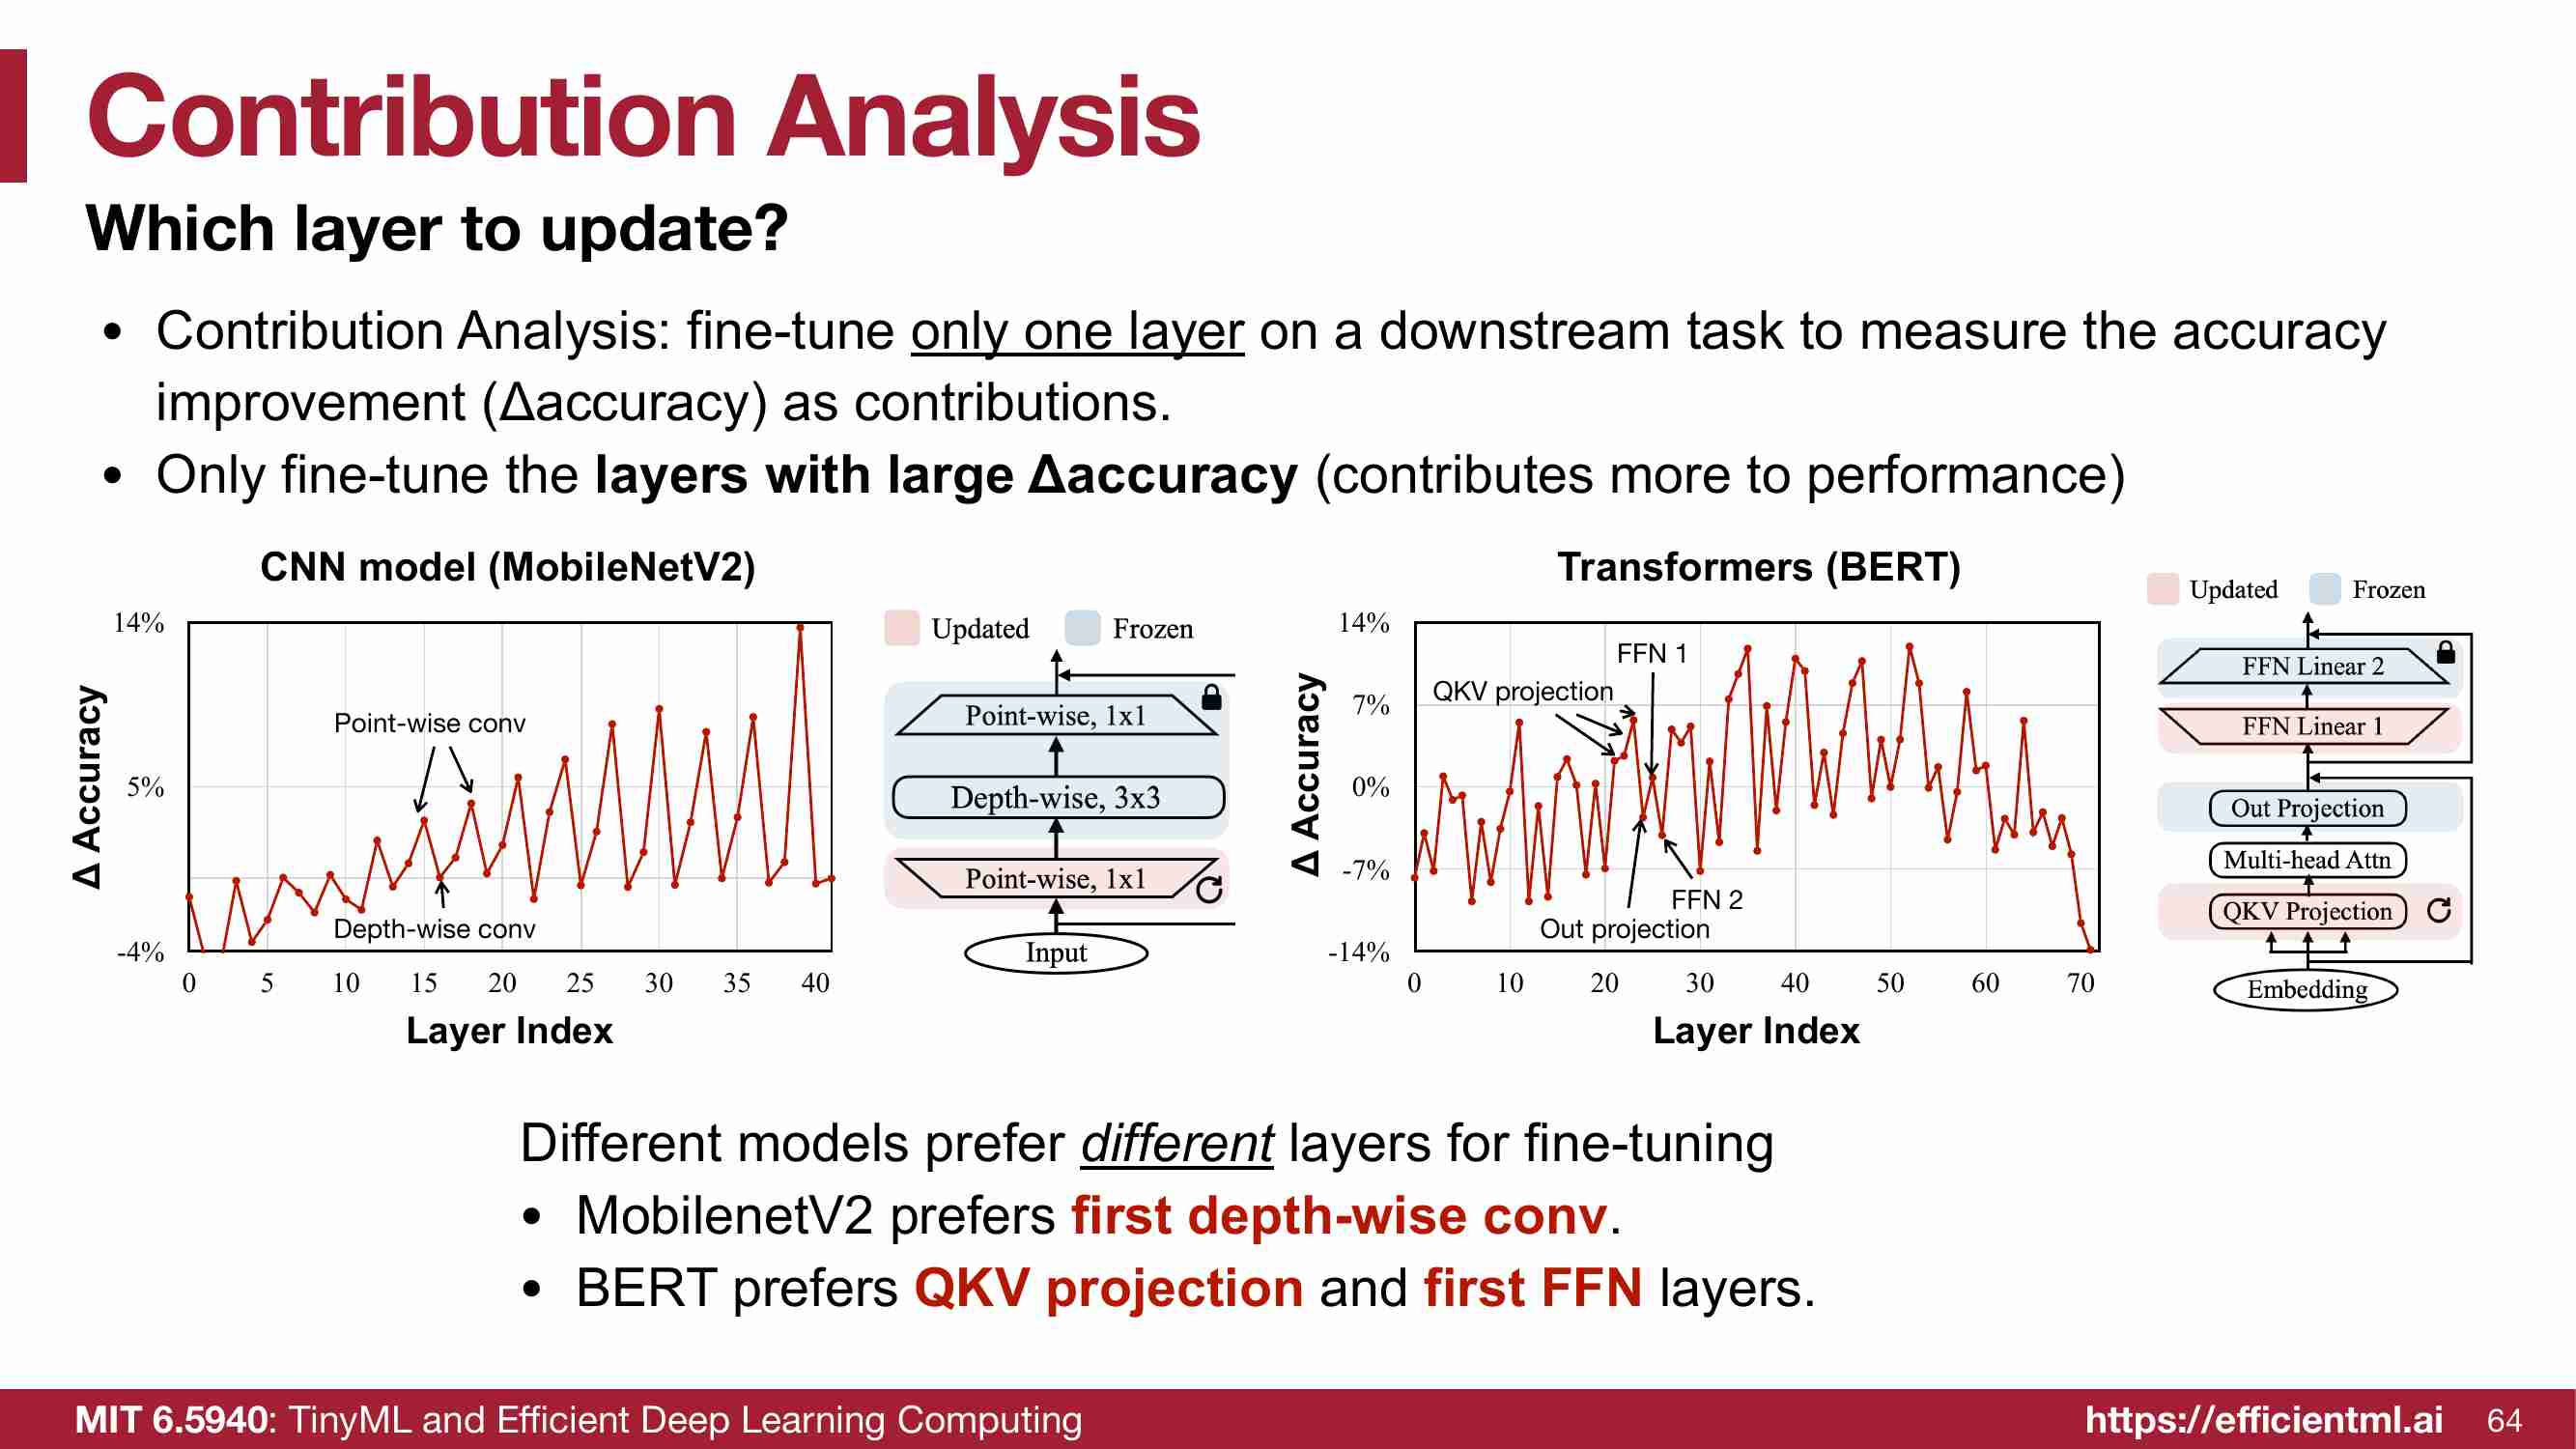 Contribution Analysis
Which layer to update?
• Contribution Analysis: fine-tune only one layer on a downstream task to measure the accuracy
improvement (Δaccuracy) as contributions.
• Only fine-tune the layers with large Δaccuracy (contributes more to performance)
CNN model (MobileNetV2)
14%
5%
-4%
Δ Accuracy
Point-wise conv
Depth-wise conv
0 5 10 15 20 25 30 35 40
Layer Index
Updated Frozen
Point-wise, 1x1
Depth-wise, 3x3
Point-wise, 1x1
Input
Transformers (BERT)
14%
7%
0%
-7%
-14%
Δ Accuracy
FFN 1
QKV projection
FFN 2
Out projection
0 10 20 30 40 50 60 70
Layer Index
Updated Frozen
FFN Linear 2
FFN Linear 1
Out Projection
Multi-head Attn
QKV Projection
Embedding
Different models prefer different layers for fine-tuning
• MobilenetV2 prefers first depth-wise conv.
• BERT prefers QKV projection and first FFN layers.
MIT 6.5940: TinyML and Efficient Deep Learning Computing
https://efficientml.ai 64